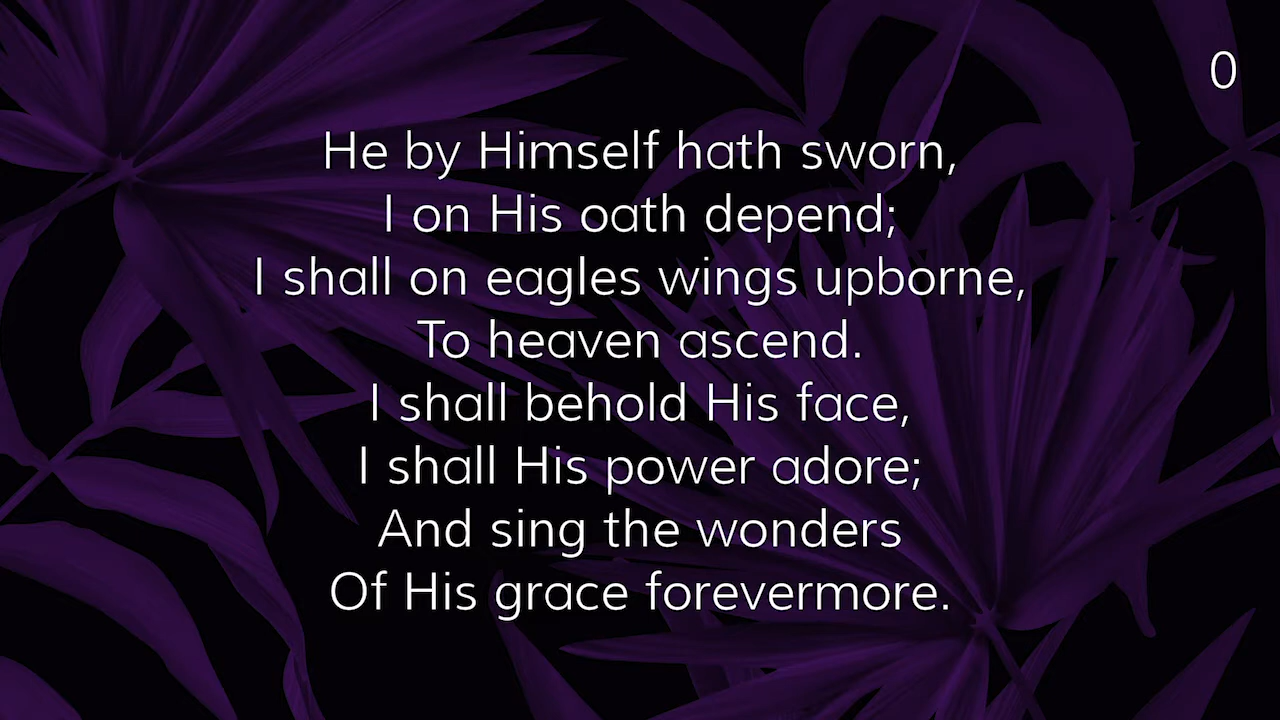 0
He by Himself hath sworn,
I on His oath depend;
I shall on eagles wings upborne,
To heaven ascend.
I shall behold His face,
I shall His power adore;
And sing the wonders
Of His grace forevermore.